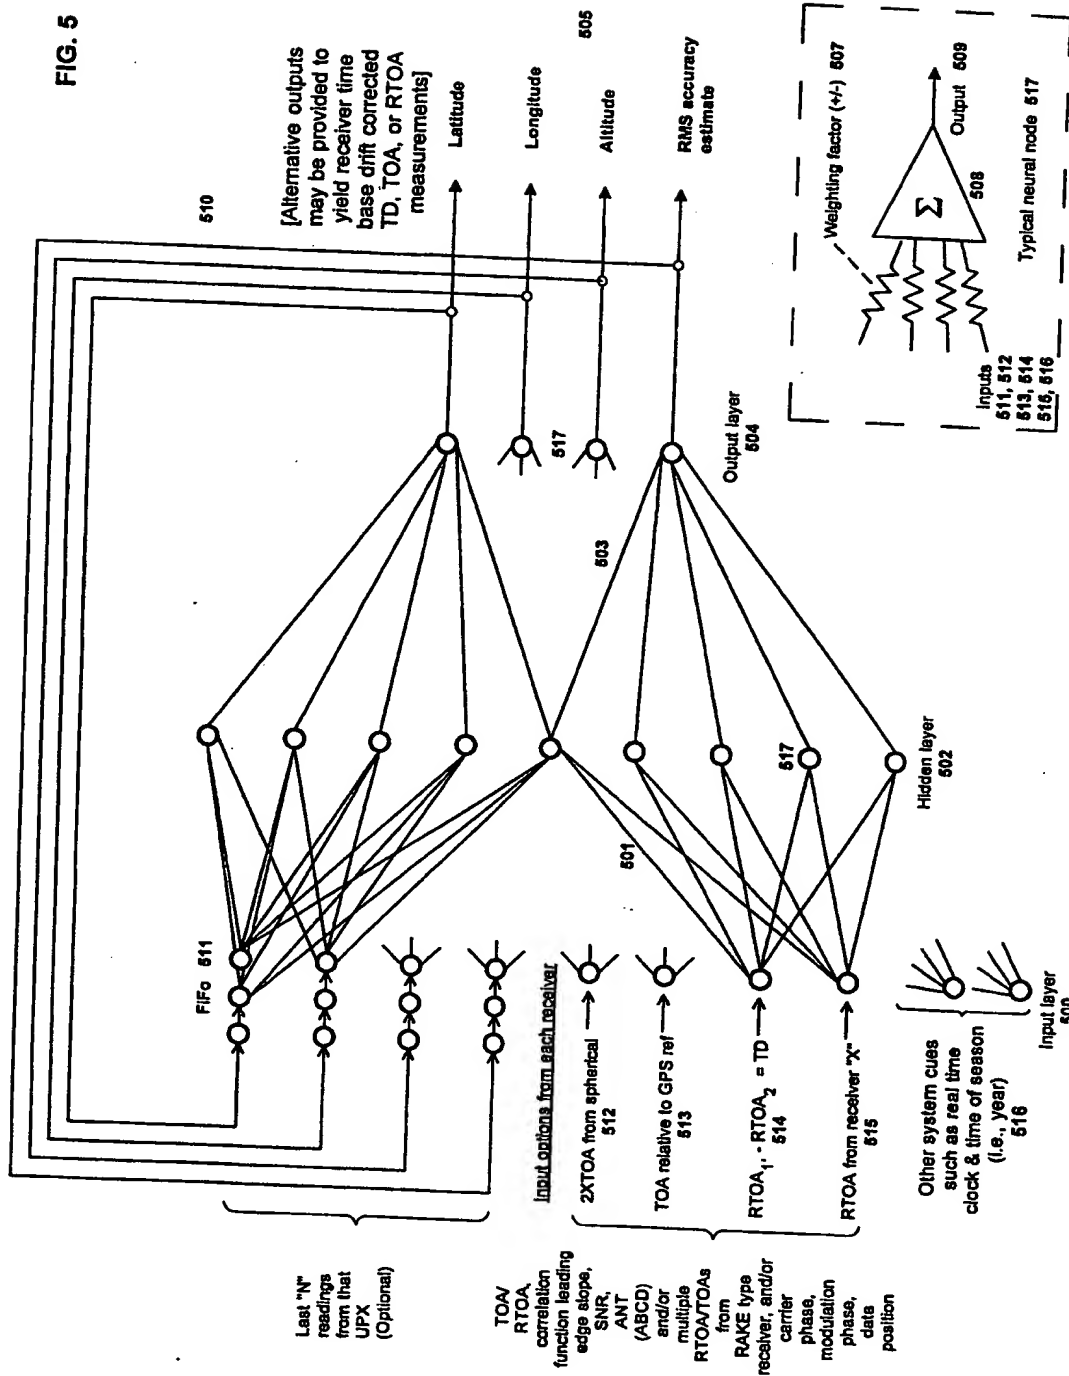 FIG. 5
510
[Alternative outputs
may be provided to
yield receiver time
base drift corrected
TD, TOA, or RTOA
measurements]
Latitude
Longitude
Altitude
505
RMS accuracy
estimate
517
503
Output layer
504
517
Hidden layer
502
501
FiFo 511
Last "N"
readings
from that
UPX
(Optional)
Input options from each receiver
2XTOA from spherical
512
TOA relative to GPS ref
513
RTOA1, - RTOA2 = TD
514
RTOA from receiver "X"
515
TOA/
RTOA,
correlation
function leading
edge slope,
SNR,
ANT
(ABCD)
and/or
multiple
RTOA/TOAs
from
RAKE type
receiver, and/or
carrier
phase,
modulation
phase,
data
position
Other system cues
such as real time
clock & time of season
(i.e., year)
516
Input layer
Weighting factor (+/-) 507
Σ
508
Output 509
Inputs
511, 512
513, 514
515, 516
Typical neural node 517